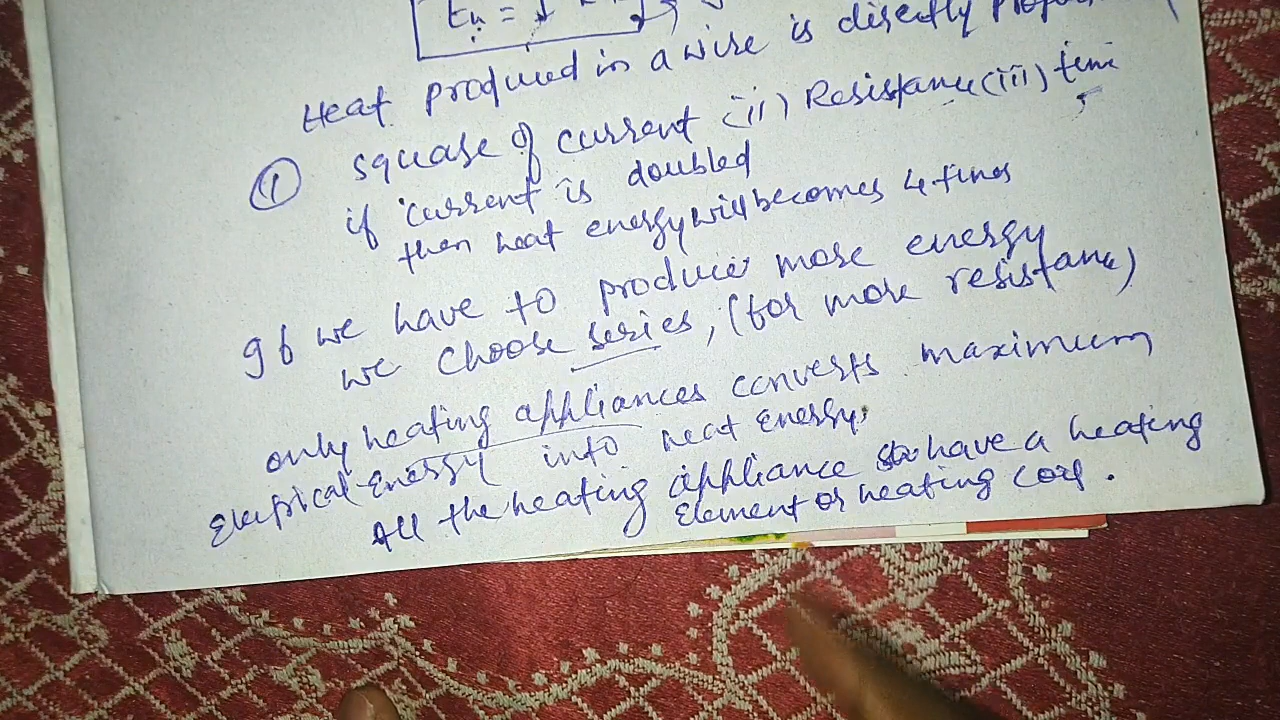 Eh = I
Heat produced in a wire is directly
① square of current (ii) Resistance (iii) time
if current is doubled
then heat energy will becomes 4 times
If we have to produce more energy
we choose series, (for more resistance)
only heating appliances converts maximum
Electrical Energy into heat Energy.
All the heating appliance have a heating
Element or heating coil.